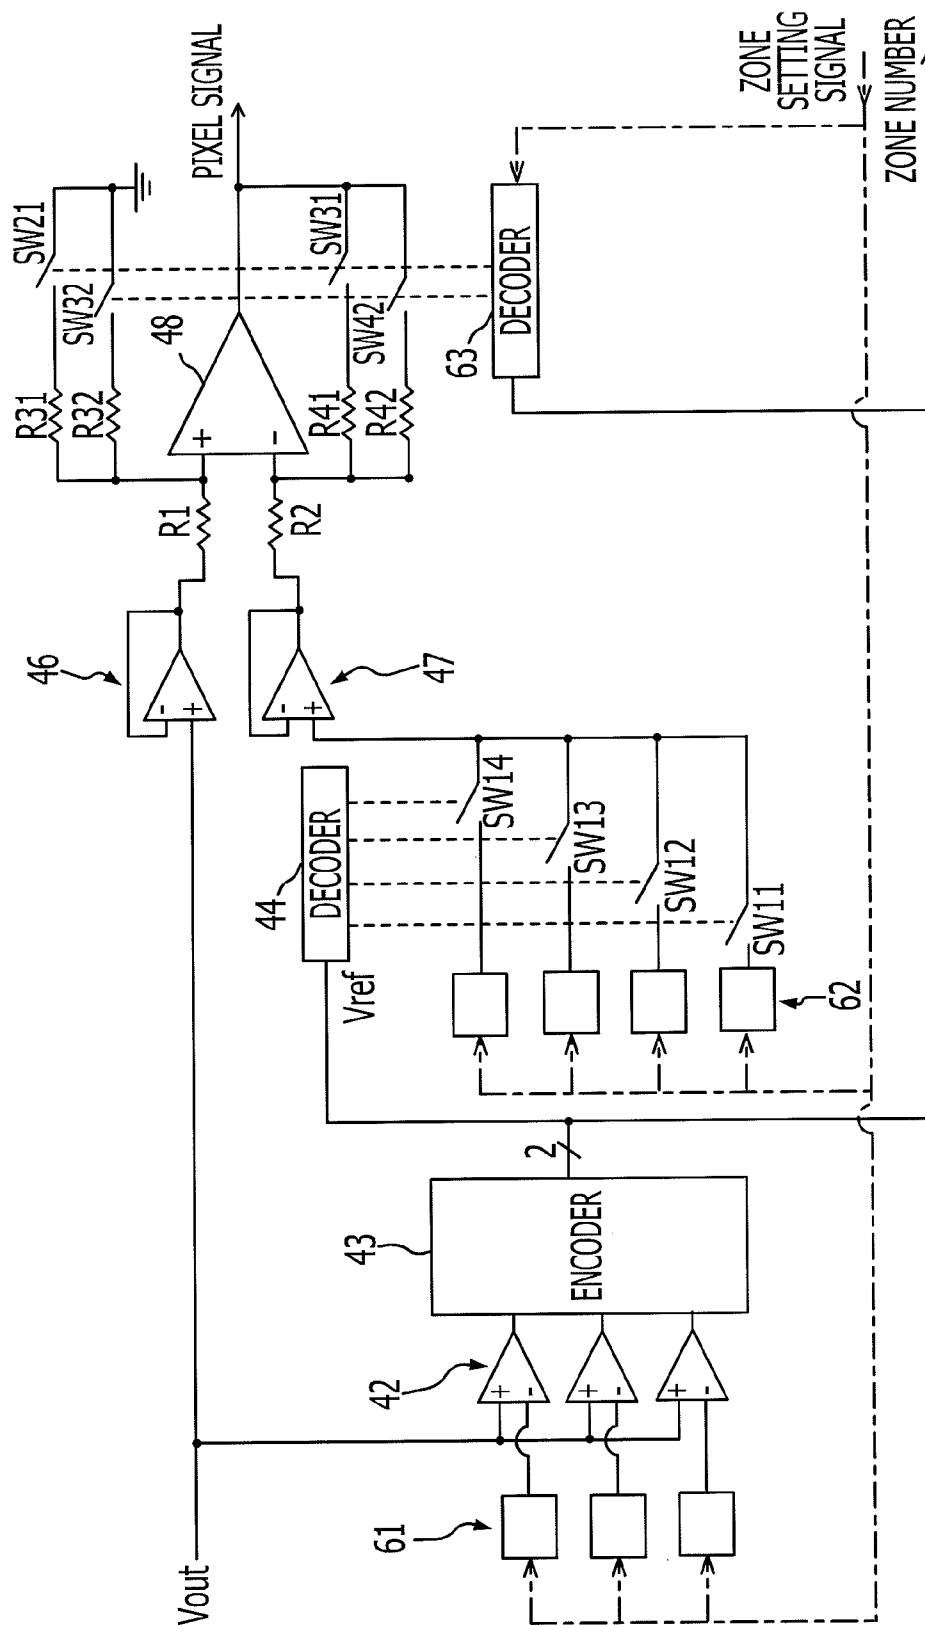 PIXEL SIGNAL
SW21
SW32
R31
R32
48
+
-
SW31
SW42
R41
R42
R1
R2
46
-
+
47
-
+
DECODER
63
ZONE
SETTING
SIGNAL
ZONE NUMBER
DECODER
44
Vref
SW14
SW13
SW12
SW11
62
2
43
ENCODER
42
+
-
+
-
+
-
61
Vout